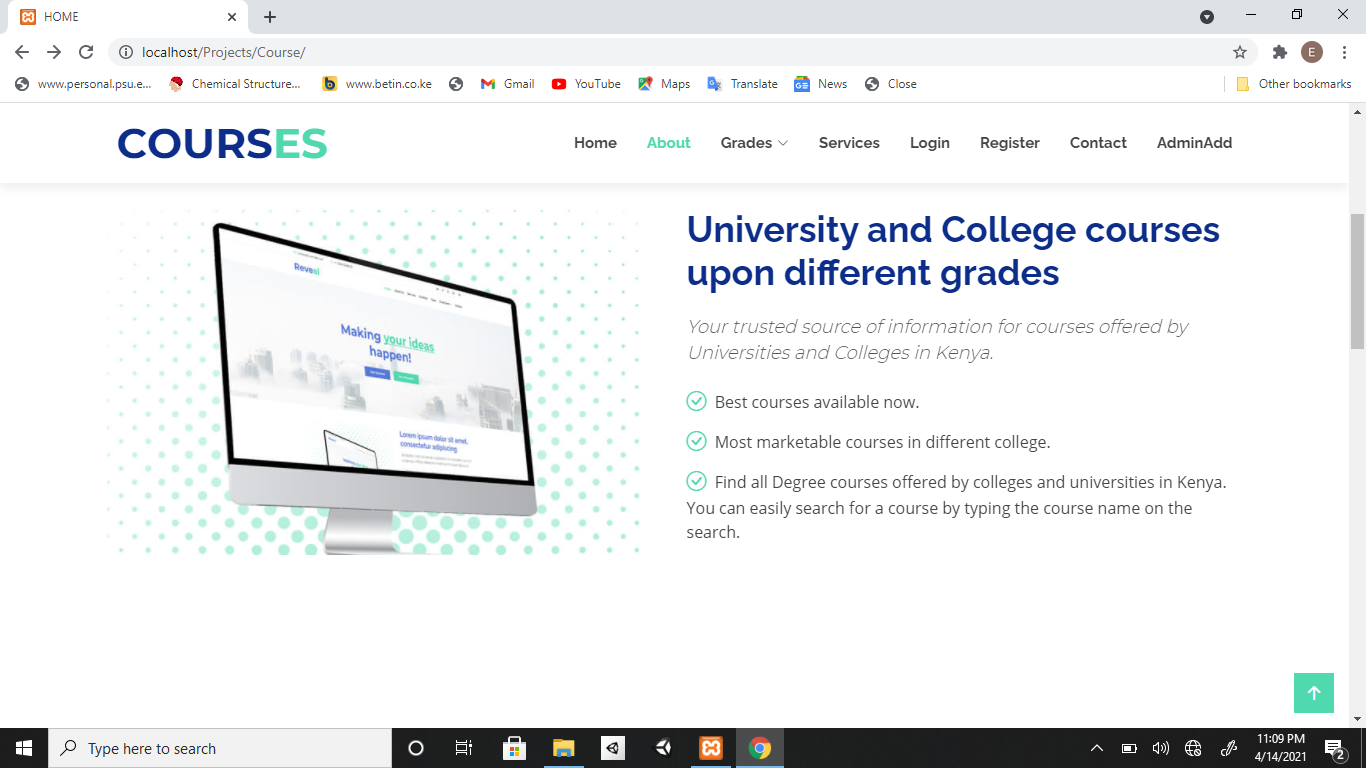 HOME
localhost/Projects/Course/
www.personal.psu.e...
Chemical Structure...
www.betin.co.ke
Gmail
YouTube
Maps
Translate
News
Close
Other bookmarks
E
COURSES
Home About Grades Services Login Register Contact AdminAdd
Reveal
Making your ideas
happen!
Lorem ipsum dolor sit amet,
consectetur adipiscing
University and College courses
upon different grades
Your trusted source of information for courses offered by
Universities and Colleges in Kenya.
Best courses available now.
Most marketable courses in different college.
Find all Degree courses offered by colleges and universities in Kenya.
You can easily search for a course by typing the course name on the
search.
Type here to search
11:09 PM
4/14/2021
2